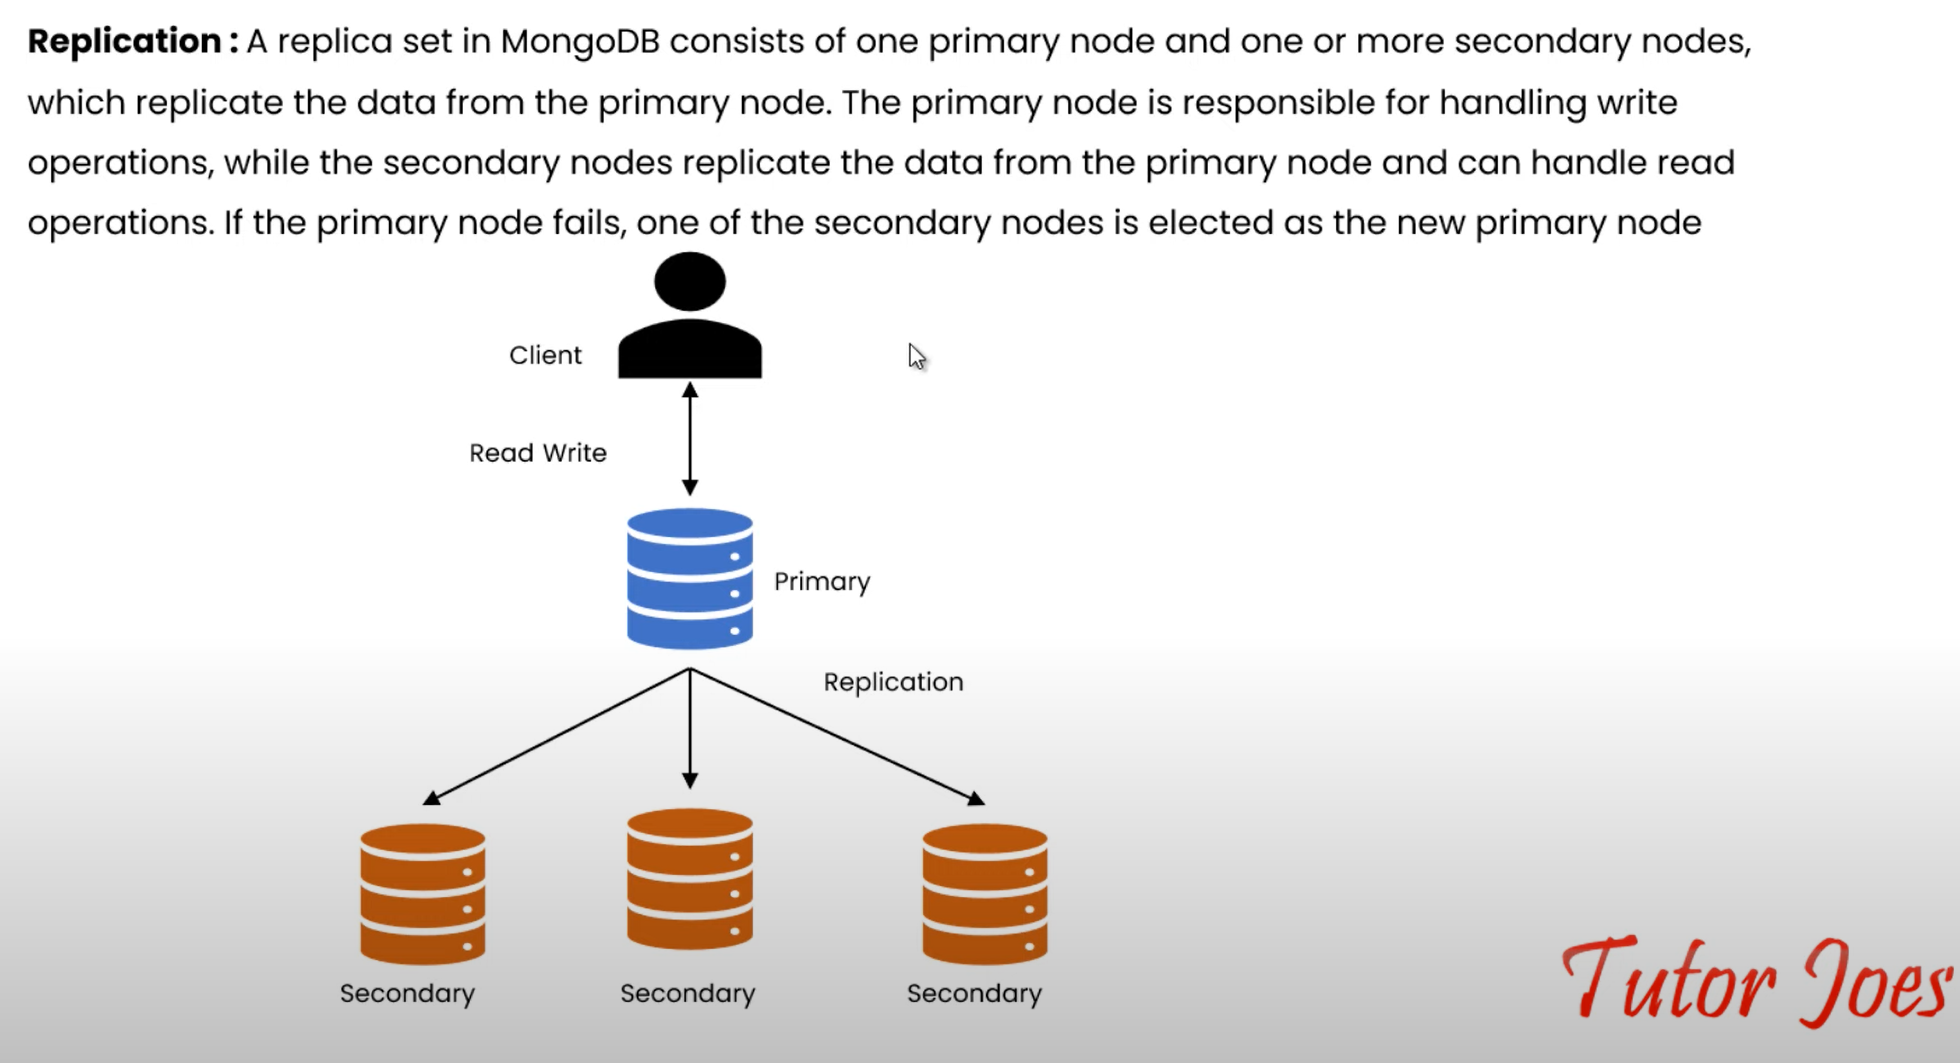 Replication : A replica set in MongoDB consists of one primary node and one or more secondary nodes,
which replicate the data from the primary node. The primary node is responsible for handling write
operations, while the secondary nodes replicate the data from the primary node and can handle read
operations. If the primary node fails, one of the secondary nodes is elected as the new primary node
Client
Read Write
Primary
Replication
Secondary
Secondary
Secondary
Tutor Joes